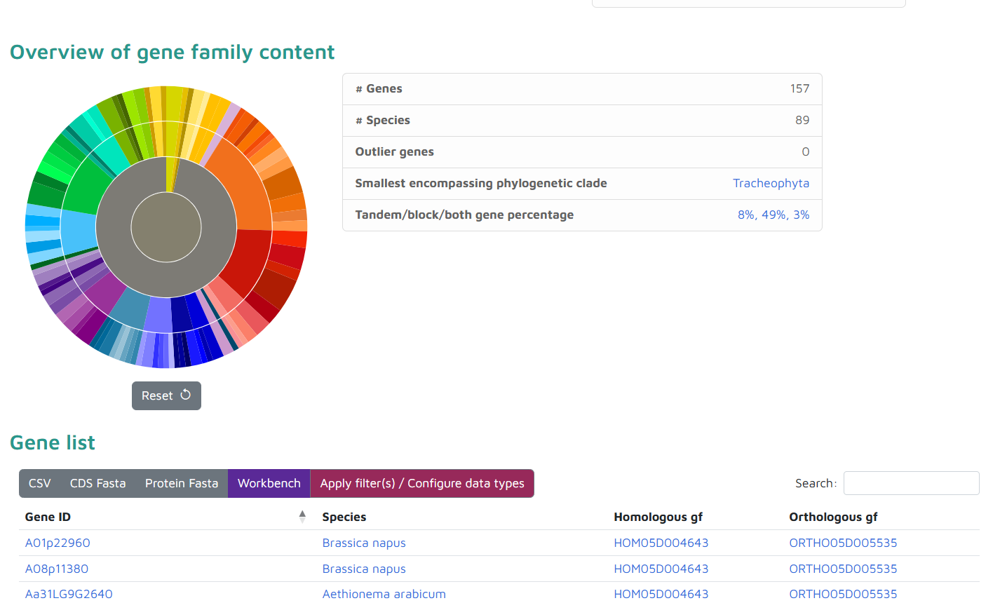 Overview of gene family content
# Genes 157
# Species 89
Outlier genes 0
Smallest encompassing phylogenetic clade Tracheophyta
Tandem/block/both gene percentage 8%, 49%, 3%
Reset
Gene list
CSV CDS Fasta Protein Fasta Workbench Apply filter(s) / Configure data types Search:
Gene ID Species Homologous gf Orthologous gf
A01p22960 Brassica napus HOM05D004643 ORTHO05D005535
A08p11380 Brassica napus HOM05D004643 ORTHO05D005535
Aa31LG9G2640 Aethionema arabicum HOM05D004643 ORTHO05D005535